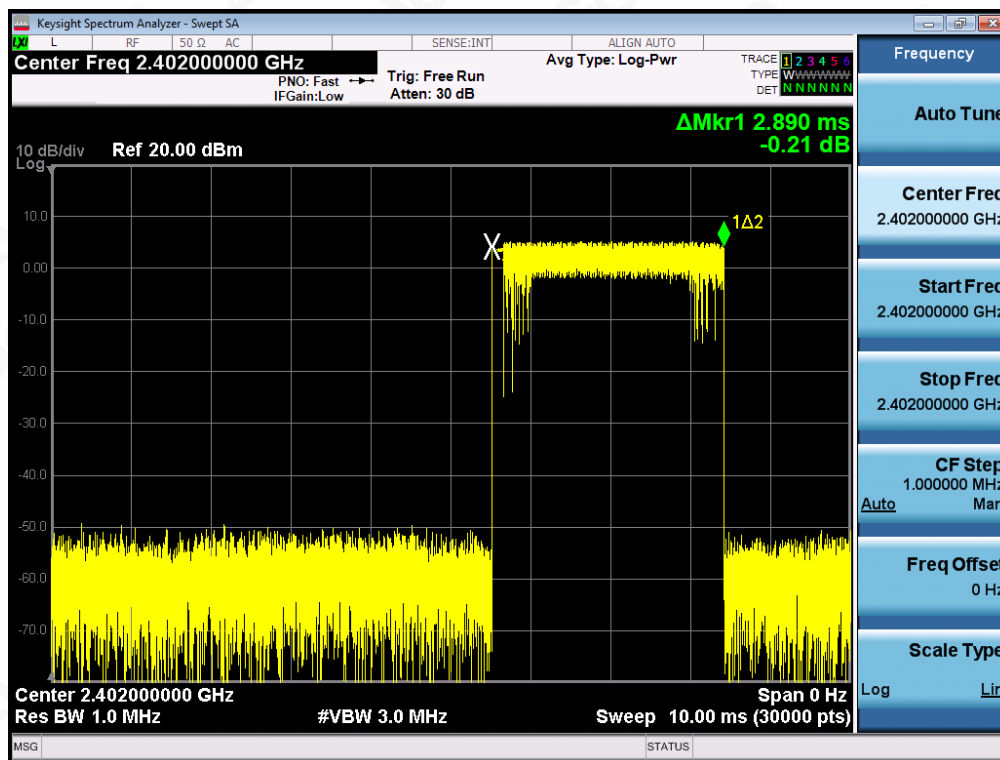 Keysight Spectrum Analyzer - Swept SA
LXI L RF 50 Ω AC SENSE:INT ALIGN AUTO
Center Freq 2.402000000 GHz
PNO: Fast
IFGain:Low
Trig: Free Run
Atten: 30 dB
Avg Type: Log-Pwr
TRACE 1 2 3 4 5 6
TYPE WWWWWW
DET N N N N N N
ΔMkr1 2.890 ms
-0.21 dB
10 dB/div Ref 20.00 dBm
Log
1Δ2
10.0
0.00
-10.0
-20.0
-30.0
-40.0
-50.0
-60.0
-70.0
Center 2.402000000 GHz Span 0 Hz
Res BW 1.0 MHz #VBW 3.0 MHz Sweep 10.00 ms (30000 pts)
MSG STATUS
Frequency
Auto Tune
Center Freq
2.402000000 GHz
Start Freq
2.402000000 GHz
Stop Freq
2.402000000 GHz
CF Step
1.000000 MHz
Auto Man
Freq Offset
0 Hz
Scale Type
Log Lin